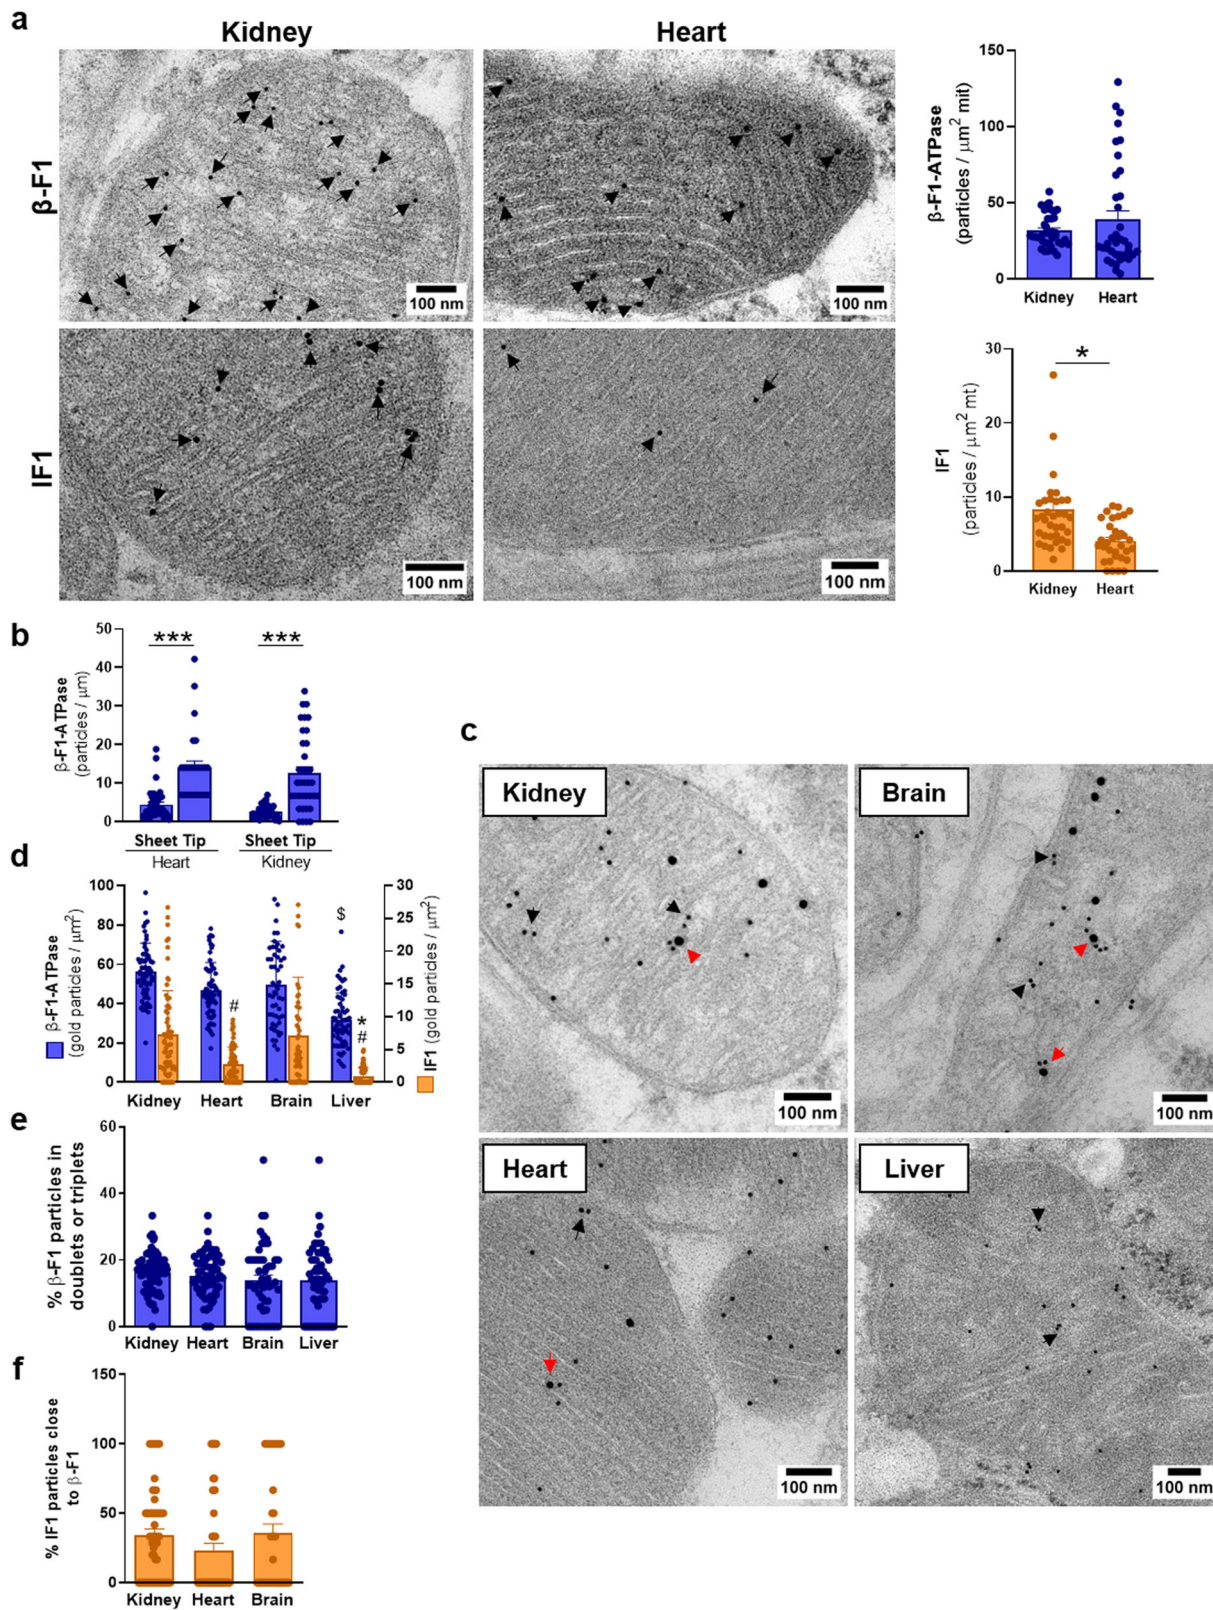 a
Kidney
Heart
β-F1
100 nm
100 nm
IF1
100 nm
100 nm
β-F1-ATPase
(particles / μm² mit)
150
100
50
0
Kidney Heart
IF1
(particles / μm² mt)
30
20
10
0
*
Kidney Heart
b
β-F1-ATPase
(particles / μm)
50
40
30
20
10
0
*** ***
Sheet Tip Sheet Tip
Heart Kidney
c
Kidney
100 nm
Brain
100 nm
Heart
100 nm
Liver
100 nm
d
β-F1-ATPase
(gold particles / μm²)
100
80
60
40
20
0
30
25
20
15
10
5
0
IF1 (gold particles / μm²)
#
$
*
#
Kidney Heart Brain Liver
e
% β-F1 particles in
doublets or triplets
60
40
20
0
Kidney Heart Brain Liver
f
% IF1 particles close
to β-F1
150
100
50
0
Kidney Heart Brain